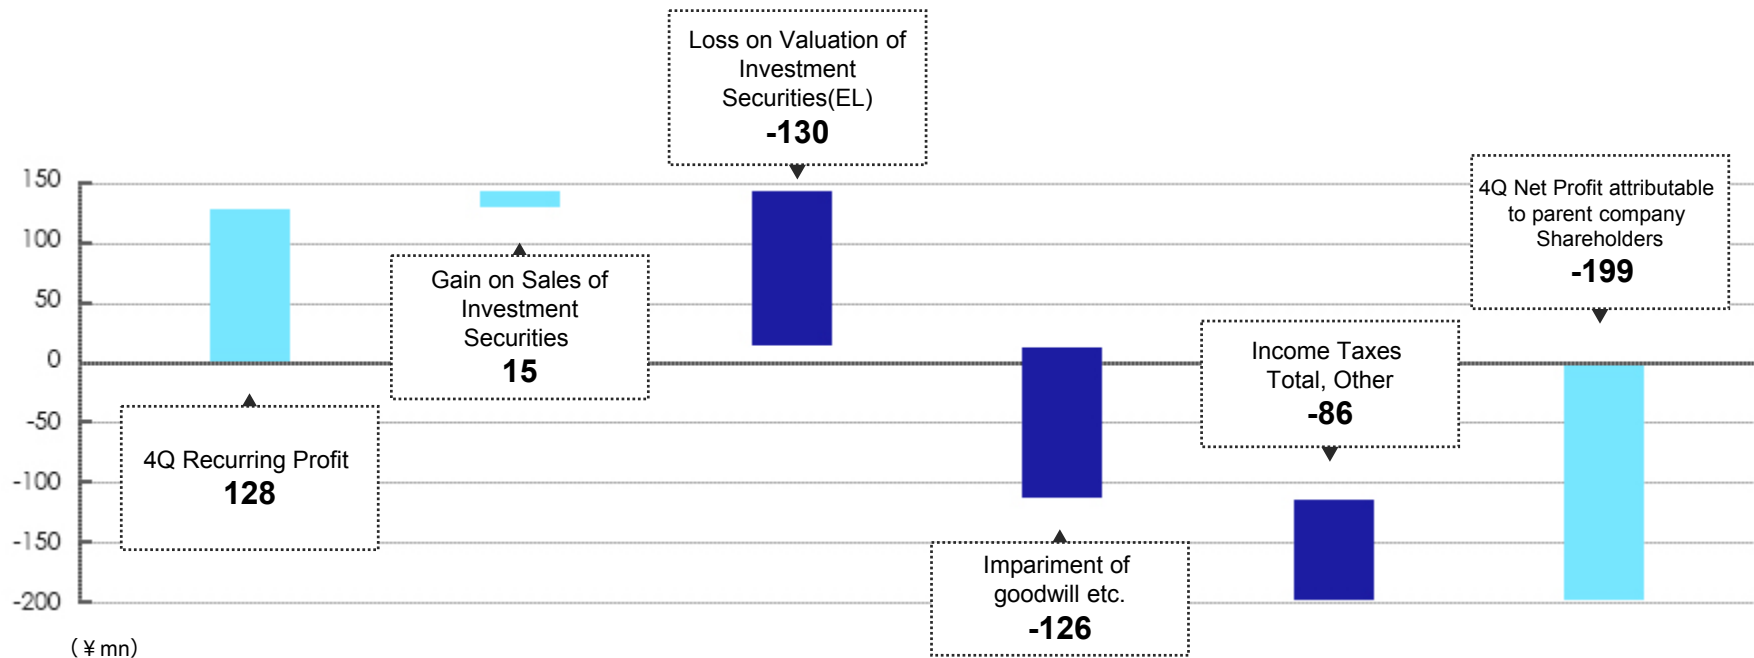 Loss on Valuation of
Investment
Securities(EL)
-130
150
100
50
0
-50
-100
-150
-200
4Q Recurring Profit
128
Gain on Sales of
Investment
Securities
15
Impariment of
goodwill etc.
-126
Income Taxes
Total, Other
-86
4Q Net Profit attributable
to parent company
Shareholders
-199
(¥mn)